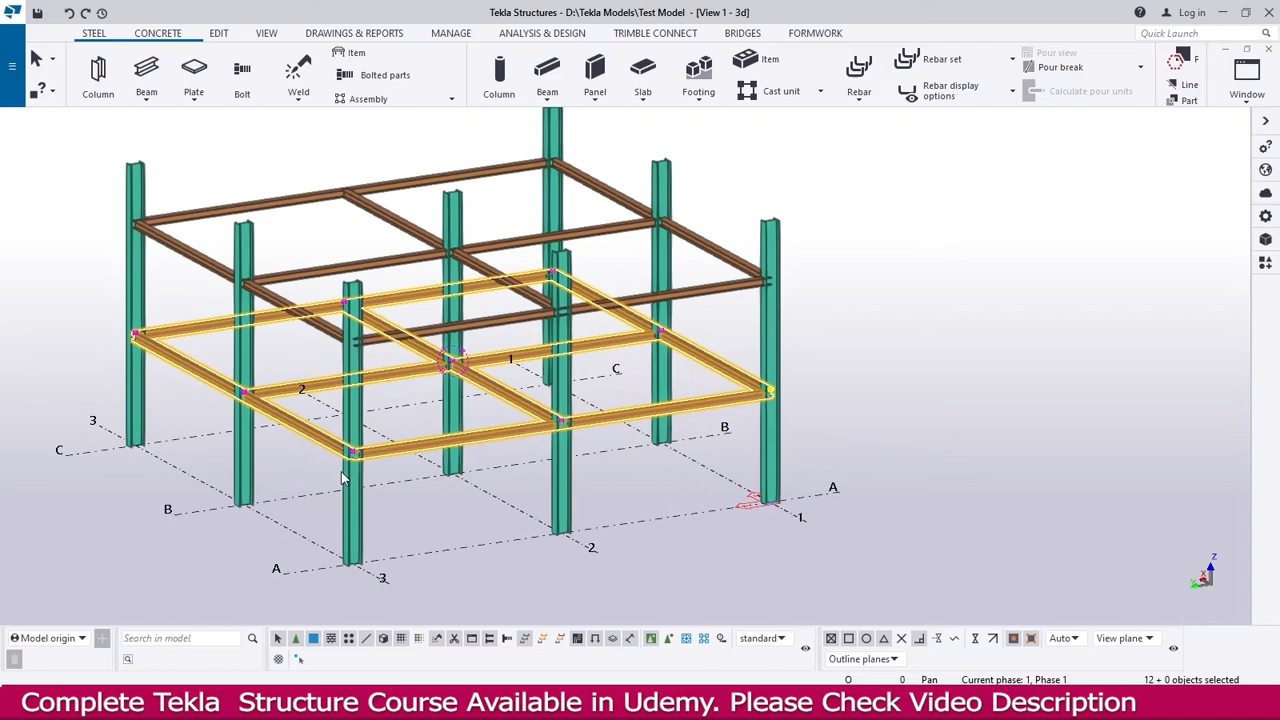 Tekla Structures - D:\Tekla Models\Test Model - [View 1 - 3d]
Log in
STEEL CONCRETE EDIT VIEW DRAWINGS & REPORTS MANAGE ANALYSIS & DESIGN TRIMBLE CONNECT BRIDGES FORMWORK
Quick Launch
Item
Bolted parts
Assembly
Column Beam Plate Bolt Weld
Column Beam Panel Slab Footing
Item
Cast unit
Rebar
Rebar set
Rebar display options
Pour view
Pour break
Calculate pour units
F
Line
Part
Window
1
C
2
3
C
B
B
A
1
2
A
3
Z
X
Y
Model origin
Search in model
standard
Auto
View plane
Outline planes
O 0 Pan Current phase: 1, Phase 1 12 + 0 objects selected
Complete Tekla Structure Course Available in Udemy. Please Check Video Description